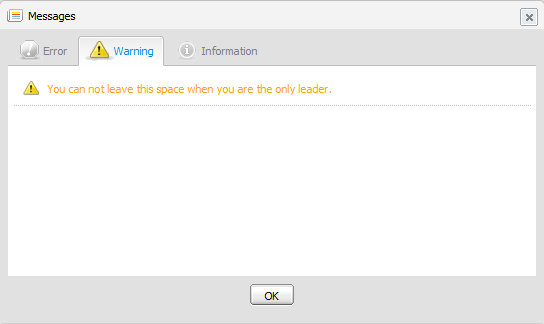 Messages
Error
Warning
Information
You can not leave this space when you are the only leader.
OK